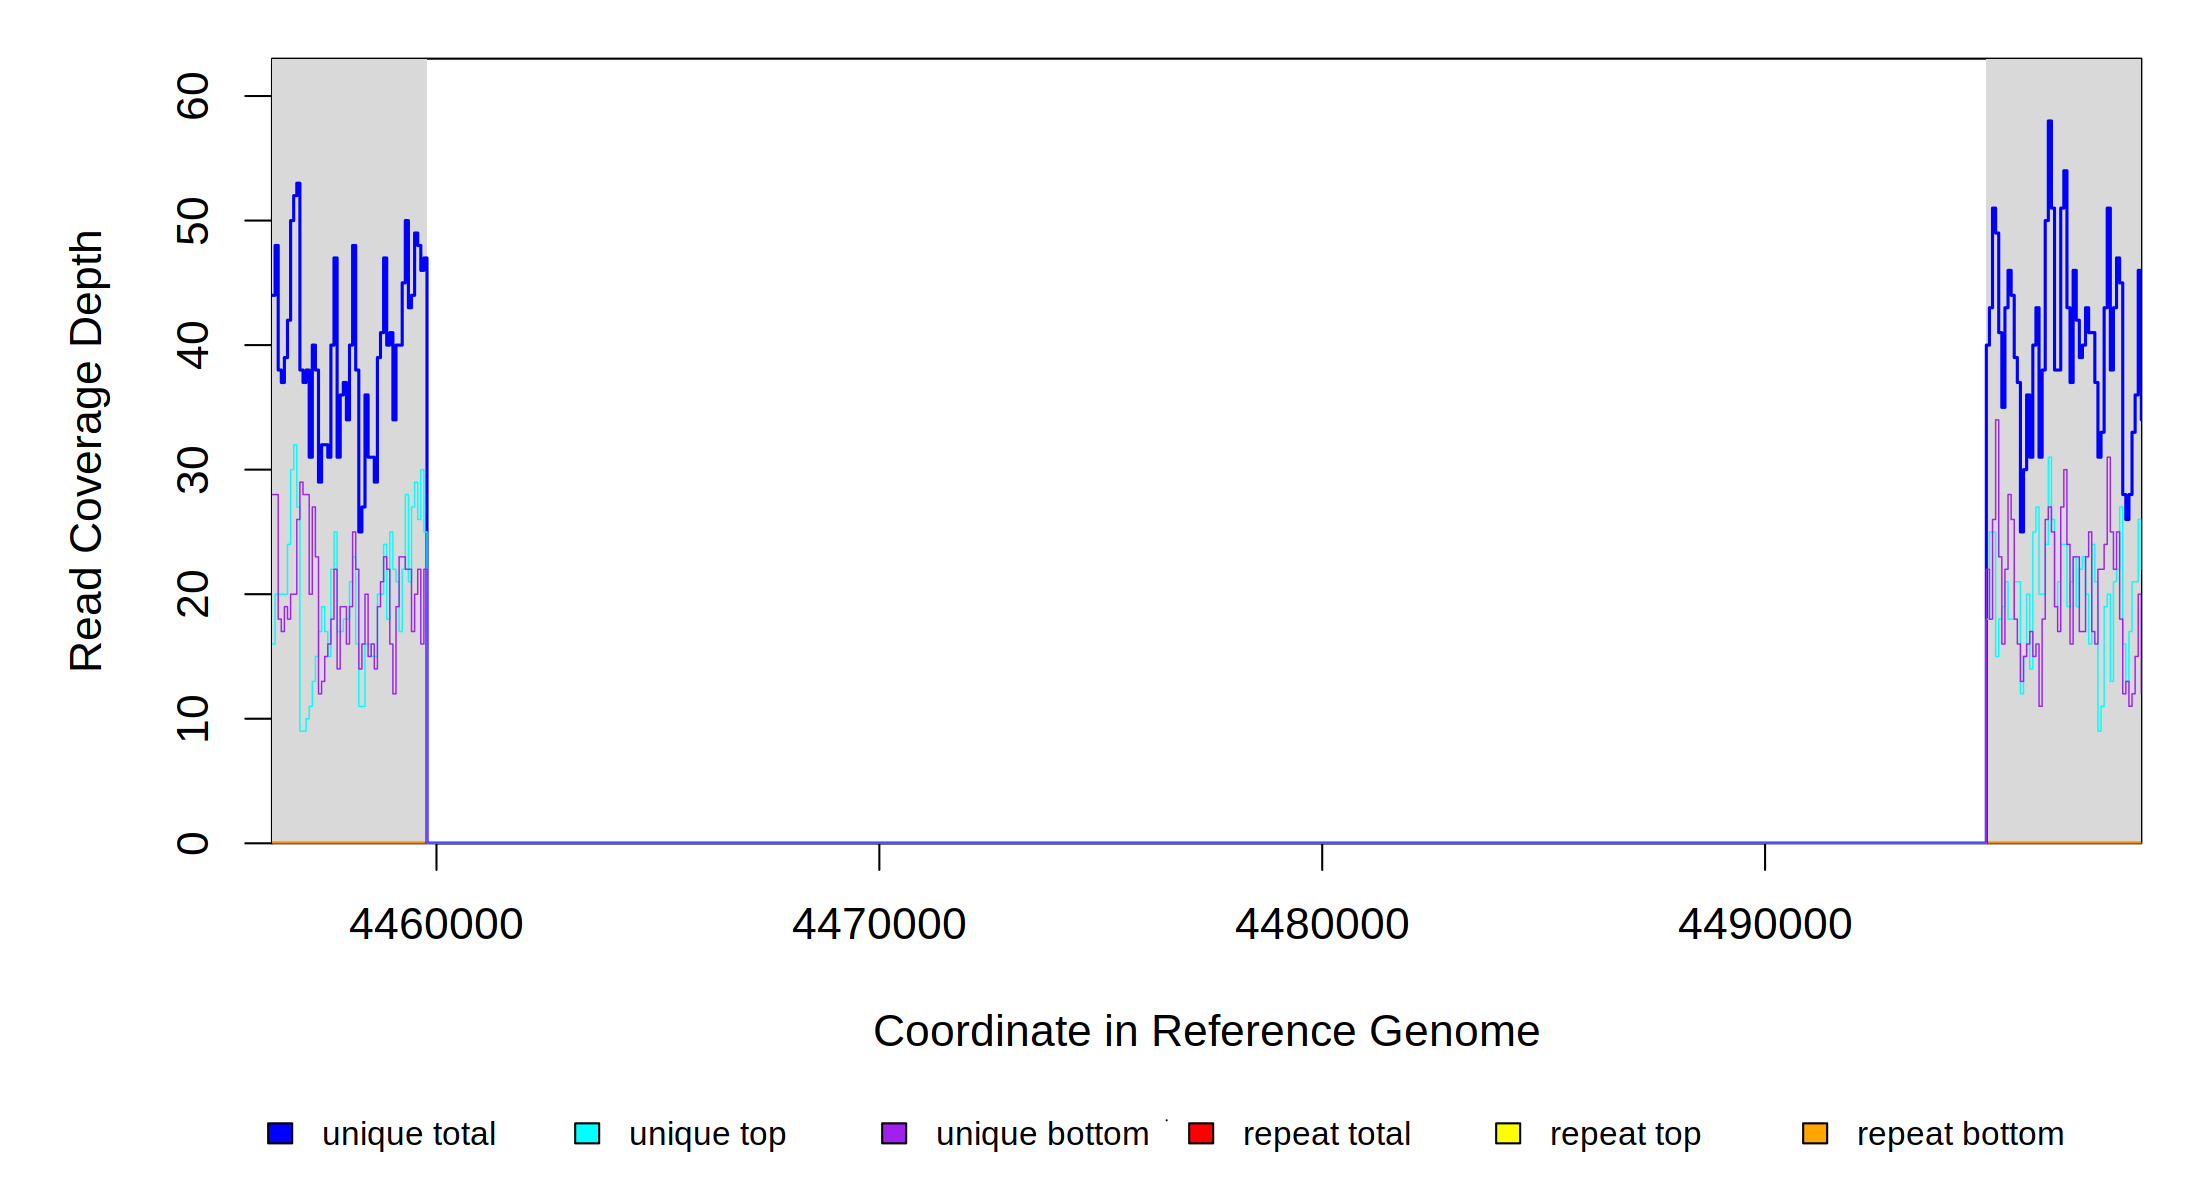 60
50
40
30
20
10
0
Read Coverage Depth
4460000 4470000 4480000 4490000
Coordinate in Reference Genome
unique total unique top unique bottom repeat total repeat top repeat bottom